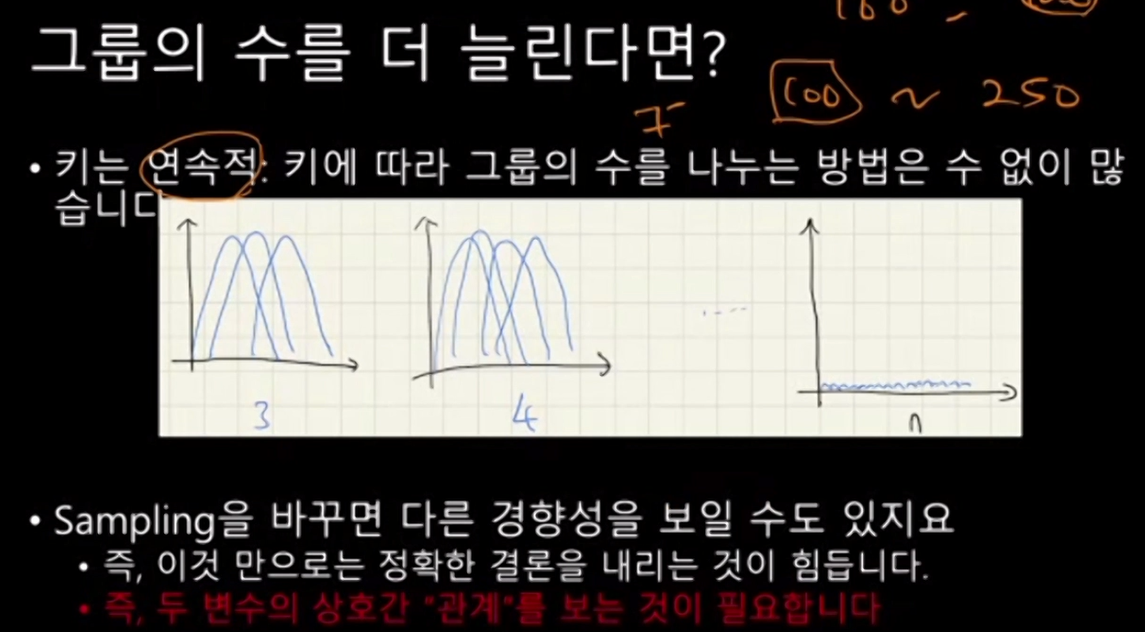 그룹의 수를 더 늘린다면?
100 ~ 250
• 키는 연속적: 키에 따라 그룹의 수를 나누는 방법은 수 없이 많
습니다
3
4
n
• Sampling을 바꾸면 다른 경향성을 보일 수도 있지요
• 즉, 이것 만으로는 정확한 결론을 내리는 것이 힘듭니다.
• 즉, 두 변수의 상호간 "관계"를 보는 것이 필요합니다